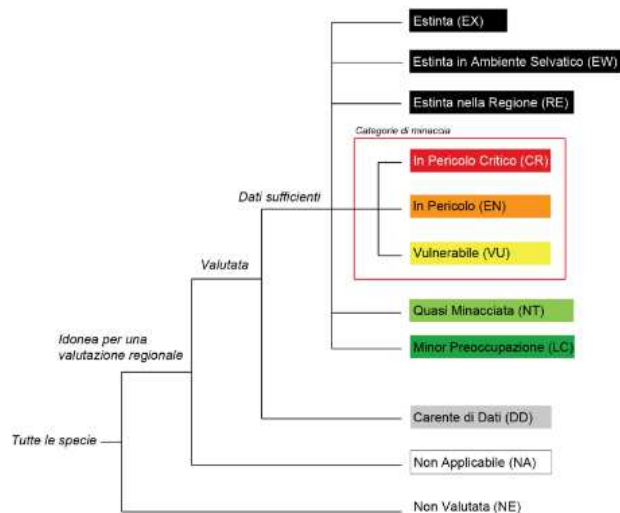 Estinta (EX)
Estinta in Ambiente Selvatico (EW)
Estinta nella Regione (RE)
Categorie di minaccia
In Pericolo Critico (CR)
In Pericolo (EN)
Vulnerabile (VU)
Dati sufficienti
Valutata
Quasi Minacciata (NT)
Minor Preoccupazione (LC)
Idonea per una
valutazione regionale
Carente di Dati (DD)
Tutte le specie
Non Applicabile (NA)
Non Valutata (NE)